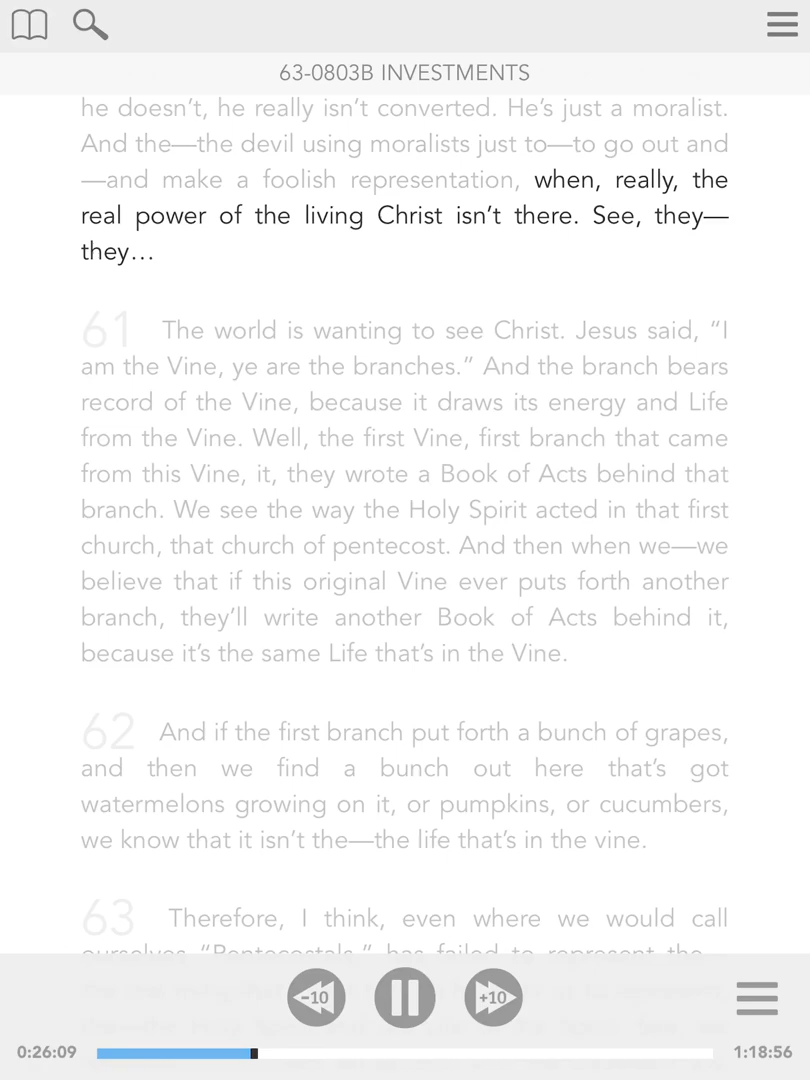 63-0803B INVESTMENTS
he doesn’t, he really isn’t converted. He’s just a moralist.
And the—the devil using moralists just to—to go out and
—and make a foolish representation, when, really, the
real power of the living Christ isn’t there. See, they—
they…
61 The world is wanting to see Christ. Jesus said, “I
am the Vine, ye are the branches.” And the branch bears
record of the Vine, because it draws its energy and Life
from the Vine. Well, the first Vine, first branch that came
from this Vine, it, they wrote a Book of Acts behind that
branch. We see the way the Holy Spirit acted in that first
church, that church of pentecost. And then when we—we
believe that if this original Vine ever puts forth another
branch, they’ll write another Book of Acts behind it,
because it’s the same Life that’s in the Vine.
62 And if the first branch put forth a bunch of grapes,
and then we find a bunch out here that’s got
watermelons growing on it, or pumpkins, or cucumbers,
we know that it isn’t the—the life that’s in the vine.
63 Therefore, I think, even where we would call
ourselves “Pentecostals,” has failed to represent the—
-10 +10
0:26:09 1:18:56